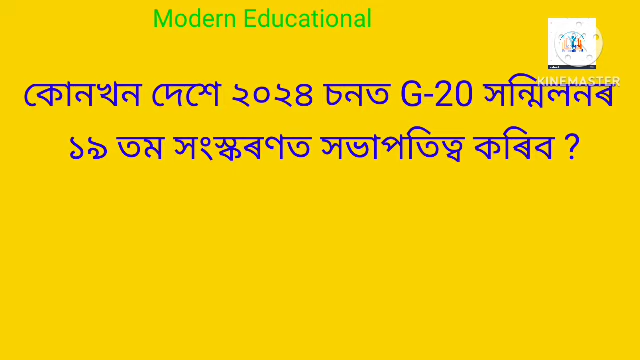 Modern Educational
KINEMASTER
কোনখন দেশে ২০২৪ চনত G-20 সন্মিলনৰ
১৯ তম সংস্কৰণত সভাপতিত্ব কৰিব ?